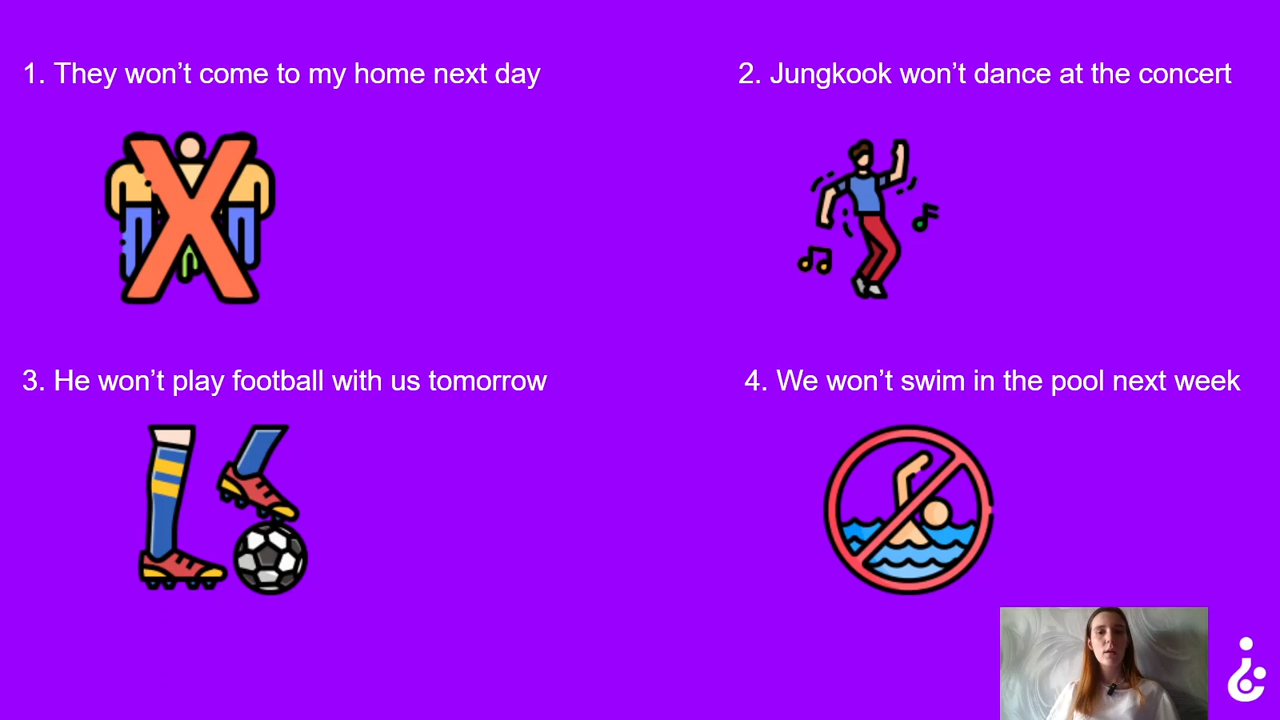 1. They won’t come to my home next day
2. Jungkook won’t dance at the concert
3. He won’t play football with us tomorrow
4. We won’t swim in the pool next week